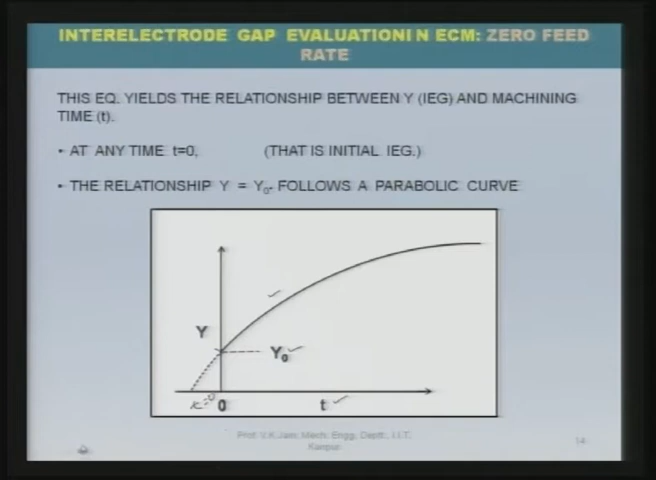 INTERELECTRODE GAP EVALUATIONI N ECM: ZERO FEED
RATE
THIS EQ. YIELDS THE RELATIONSHIP BETWEEN Y (IEG) AND MACHINING
TIME (t).
• AT ANY TIME t=0, (THAT IS INITIAL IEG.)
• THE RELATIONSHIP Y = Y₀, FOLLOWS A PARABOLIC CURVE
Y
Y₀
0
t
Prof. V.K.Jain, Mech. Engg. Deptt., I.I.T.
Kanpur
14